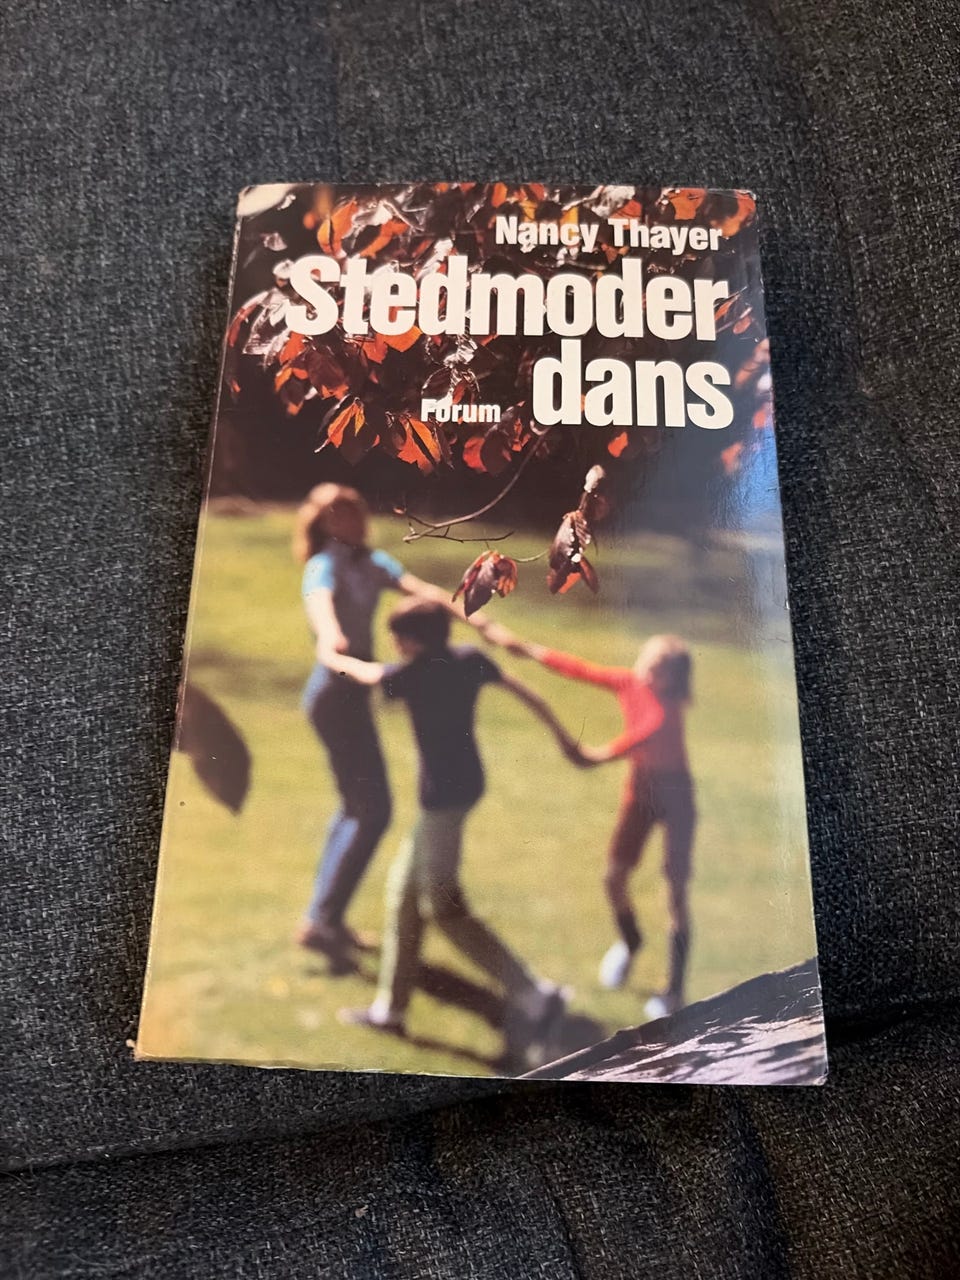 Nancy Thayer
Stedmoder
dans
Forum